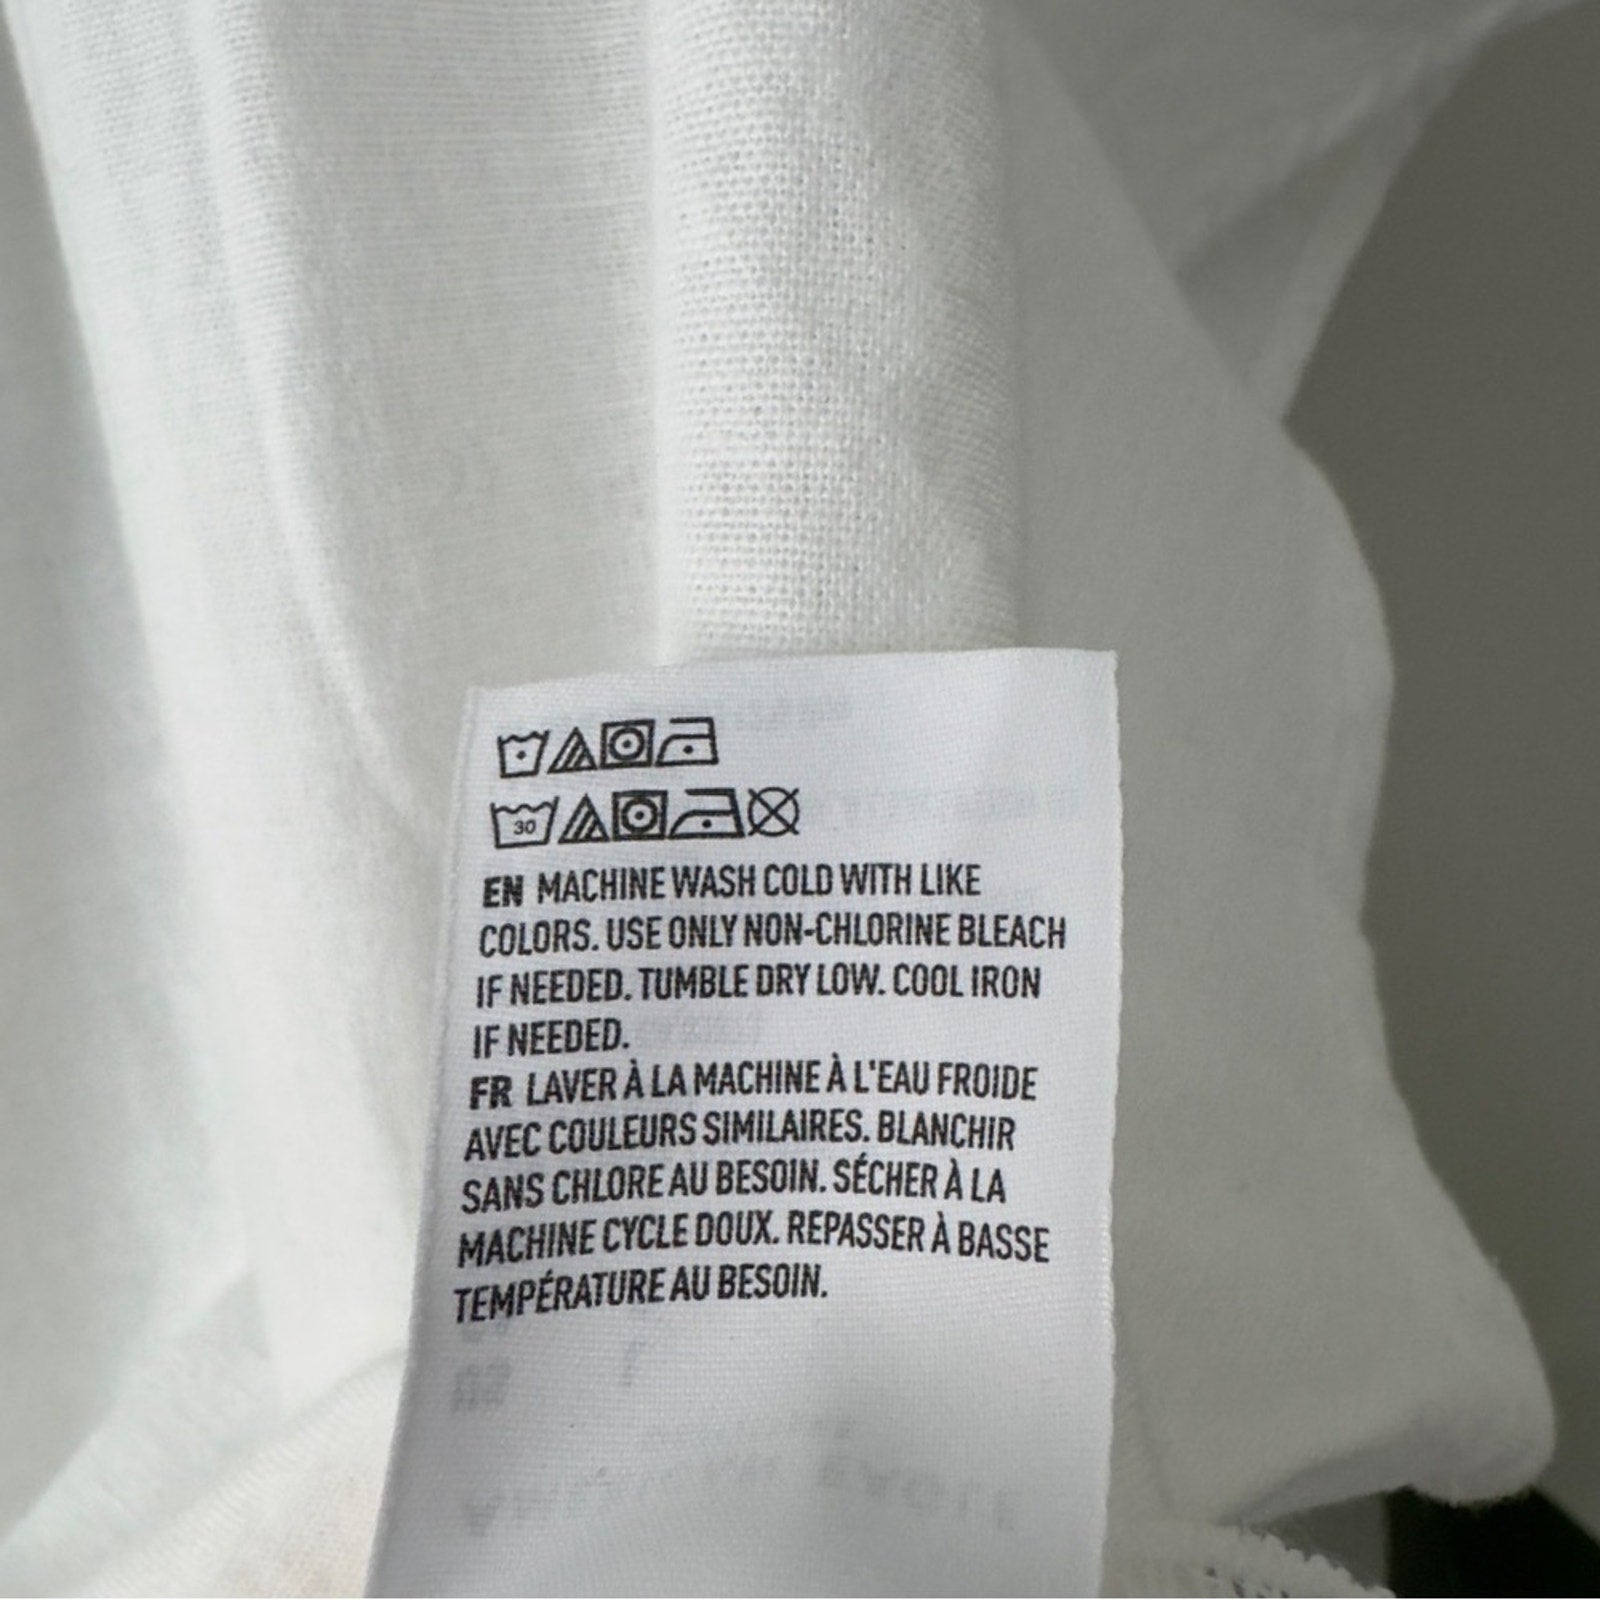 30
EN MACHINE WASH COLD WITH LIKE
COLORS. USE ONLY NON-CHLORINE BLEACH
IF NEEDED. TUMBLE DRY LOW. COOL IRON
IF NEEDED.
FR LAVER À LA MACHINE À L'EAU FROIDE
AVEC COULEURS SIMILAIRES. BLANCHIR
SANS CHLORE AU BESOIN. SÉCHER À LA
MACHINE CYCLE DOUX. REPASSER À BASSE
TEMPÉRATURE AU BESOIN.